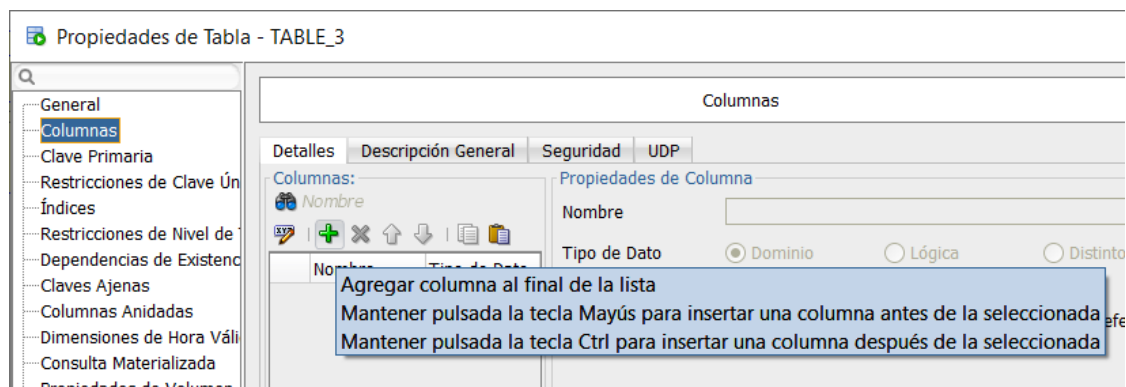 Propiedades de Tabla - TABLE_3
General
Columnas
Clave Primaria
Restricciones de Clave Ún
Índices
Restricciones de Nivel de
Dependencias de Existenc
Claves Ajenas
Columnas Anidadas
Dimensiones de Hora Váli
Consulta Materializada
Columnas
Detalles Descripción General Seguridad UDP
Columnas:
Nombre
Nombre Tipo de Dato
Propiedades de Columna
Nombre
Tipo de Dato Dominio Lógica Distinto
Agregar columna al final de la lista
Mantener pulsada la tecla Mayús para insertar una columna antes de la seleccionada
Mantener pulsada la tecla Ctrl para insertar una columna después de la seleccionada